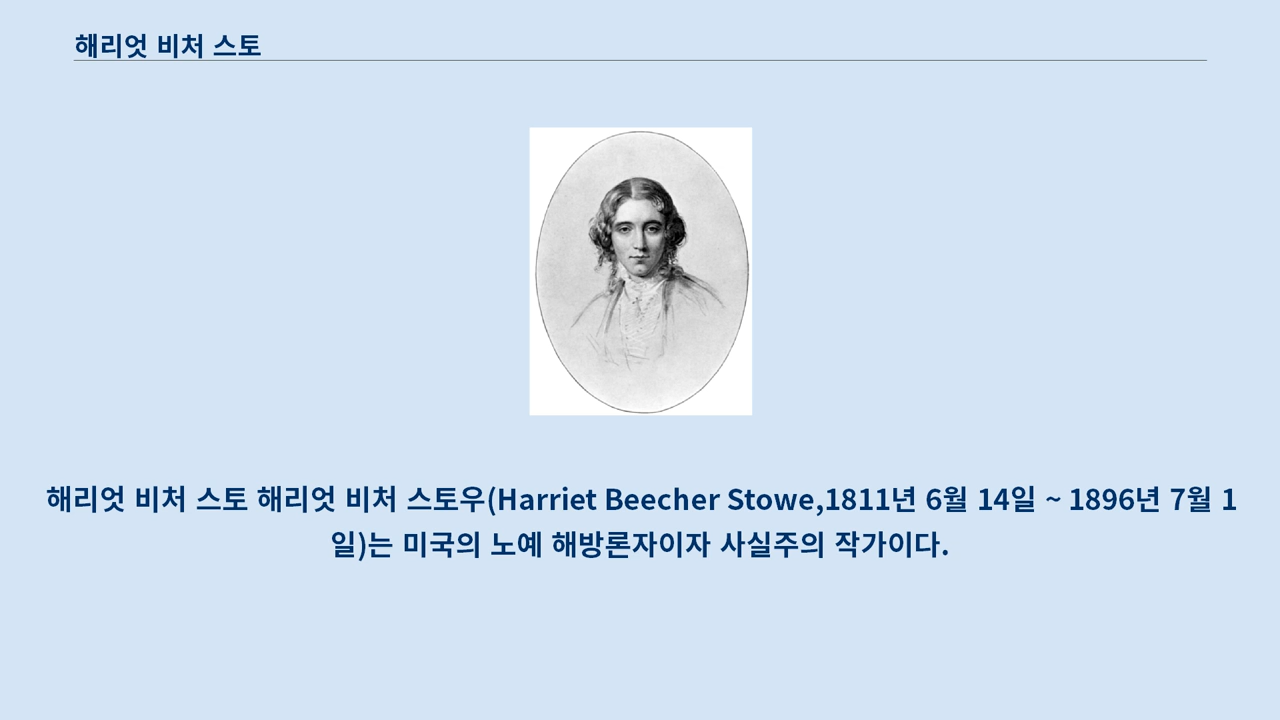 해리엇 비처 스토
해리엇 비처 스토 해리엇 비처 스토우(Harriet Beecher Stowe,1811년 6월 14일 ~ 1896년 7월 1
일)는 미국의 노예 해방론자이자 사실주의 작가이다.